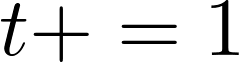 t+ = 1